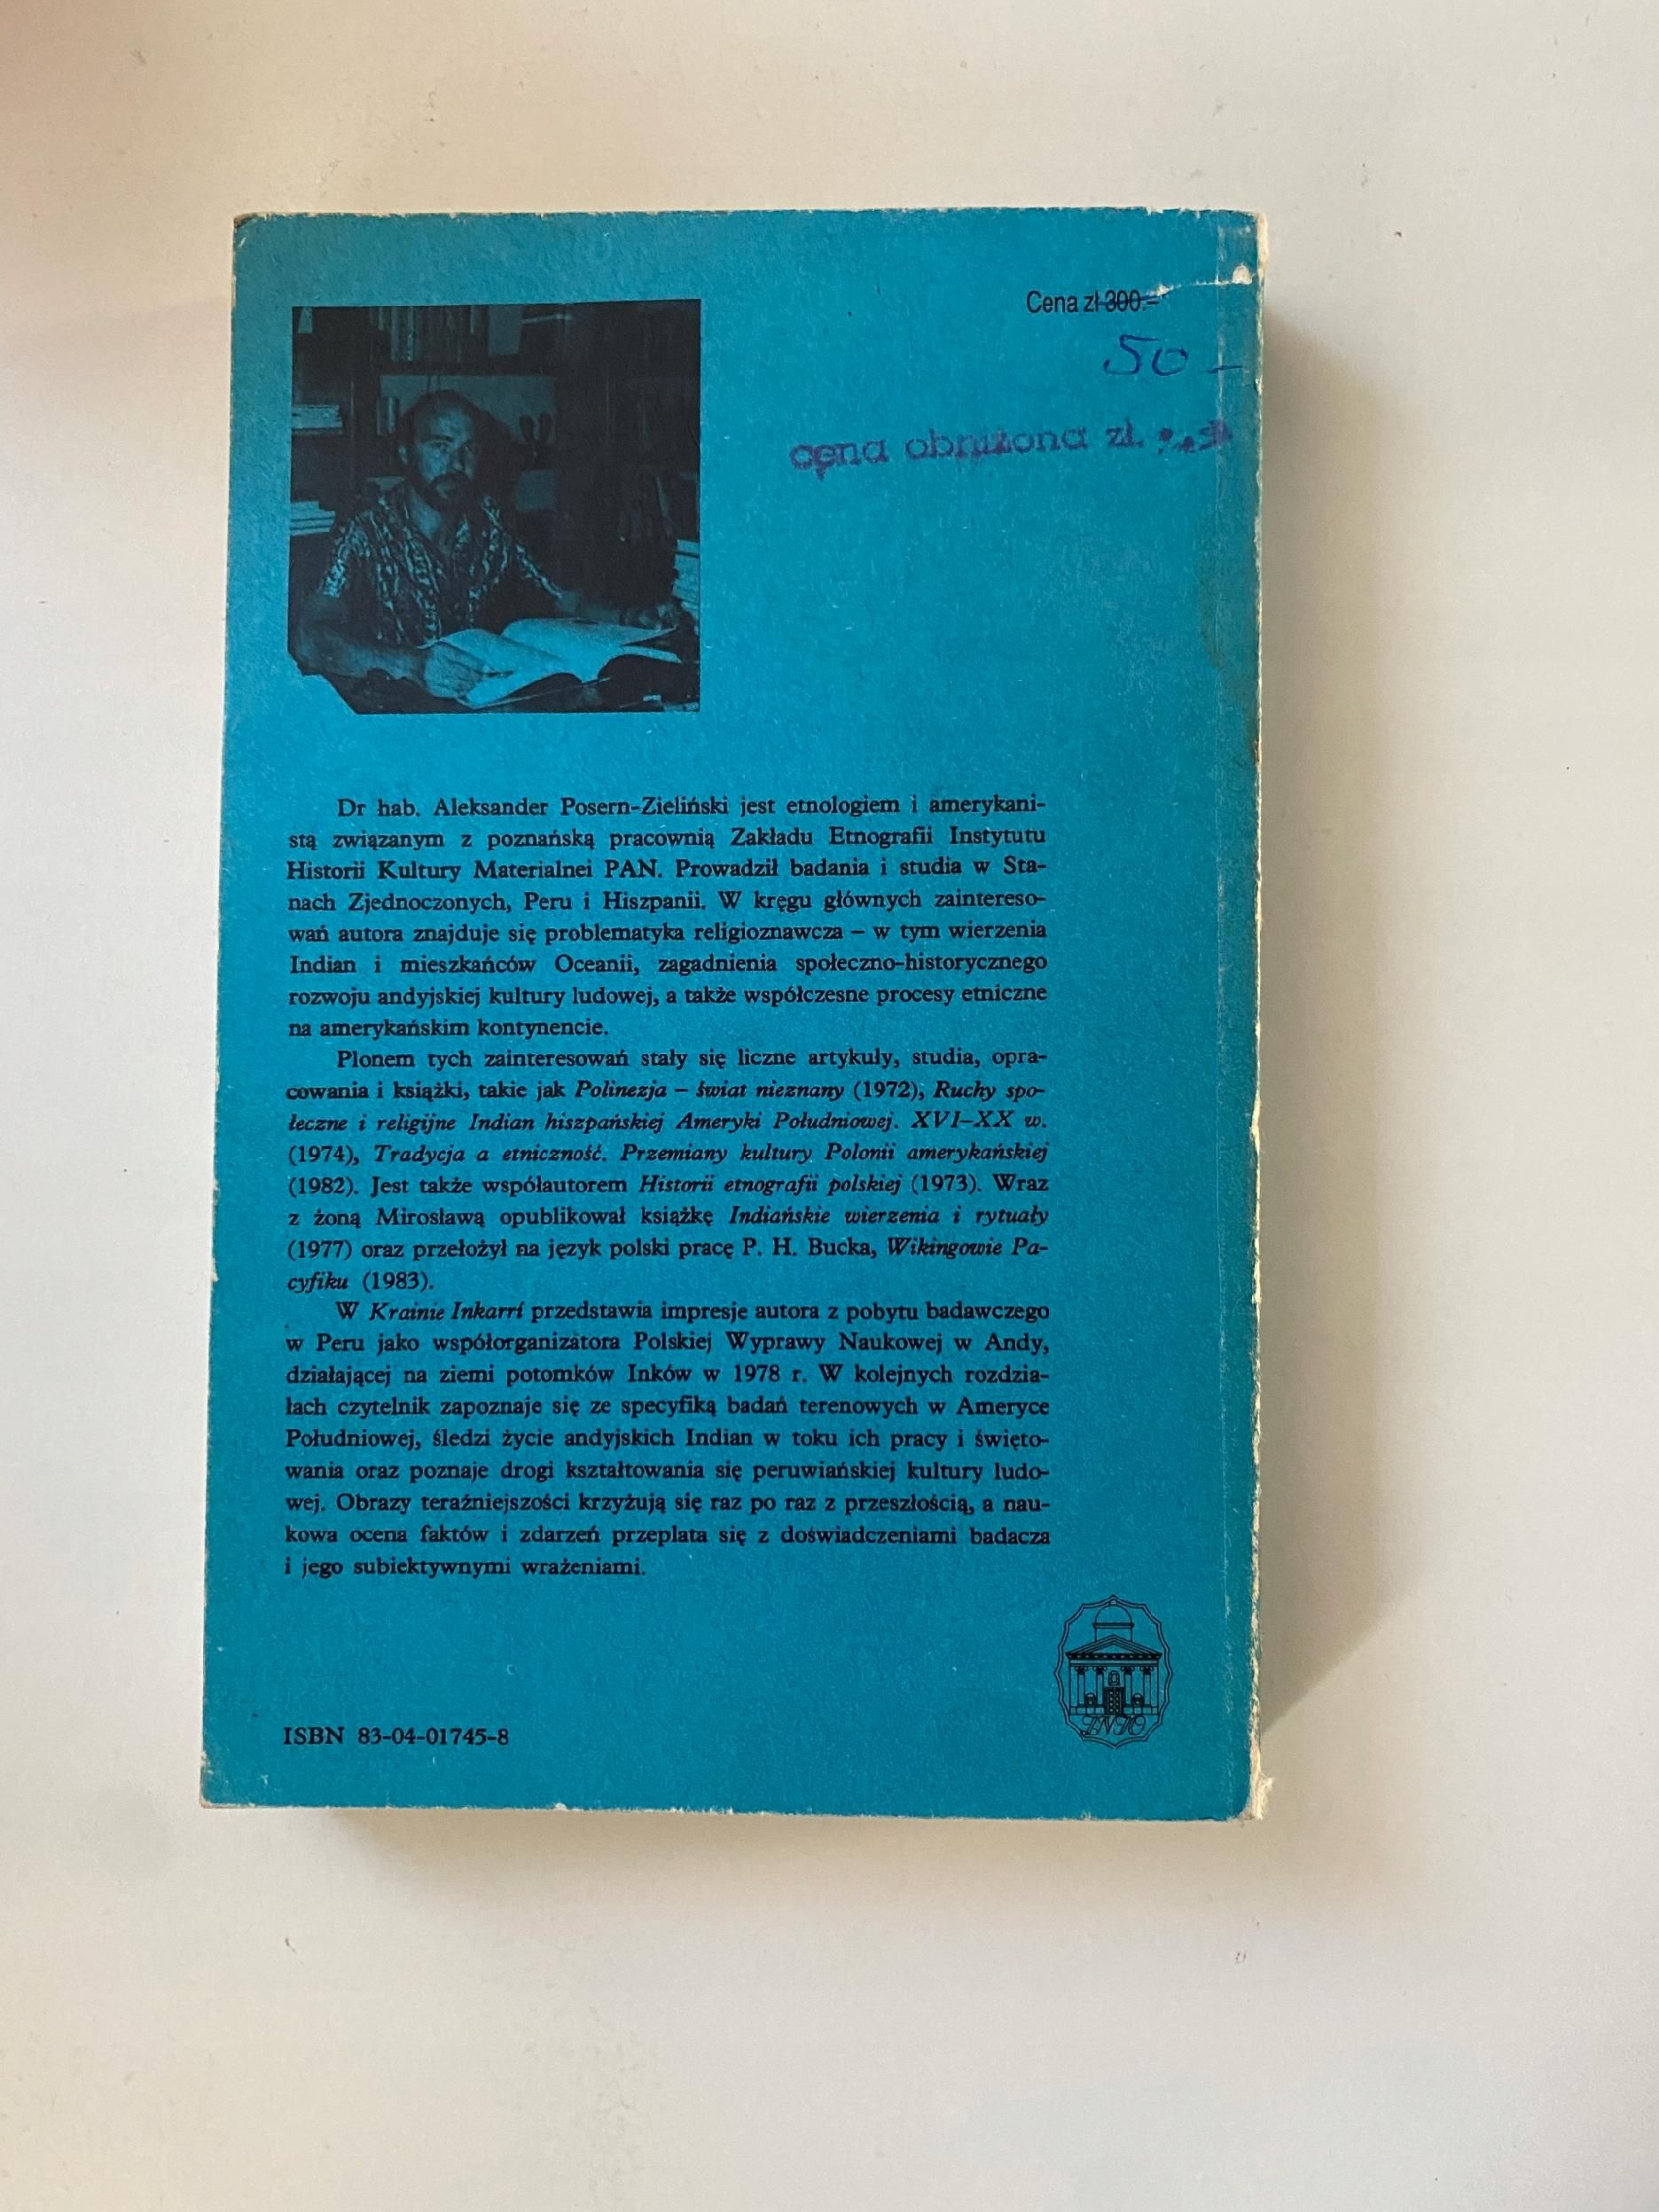 Cena zł 300.=
50 -
cena obniżona zł.
Dr hab. Aleksander Posern-Zieliński jest etnologiem i amerykani-
stą związanym z poznańską pracownią Zakładu Etnografii Instytutu
Historii Kultury Materialnei PAN. Prowadził badania i studia w Sta-
nach Zjednoczonych, Peru i Hiszpanii. W kręgu głównych zaintereso-
wań autora znajduje się problematyka religioznawcza – w tym wierzenia
Indian i mieszkańców Oceanii, zagadnienia społeczno-historycznego
rozwoju andyjskiej kultury ludowej, a także współczesne procesy etniczne
na amerykańskim kontynencie.
Plonem tych zainteresowań stały się liczne artykuły, studia, opra-
cowania i książki, takie jak Polinezja – świat nieznany (1972), Ruchy spo-
łeczne i religijne Indian hiszpańskiej Ameryki Południowej. XVI–XX w.
(1974), Tradycja a etniczność. Przemiany kultury Polonii amerykańskiej
(1982). Jest także współautorem Historii etnografii polskiej (1973). Wraz
z żoną Mirosławą opublikował książkę Indiańskie wierzenia i rytuały
(1977) oraz przełożył na język polski pracę P. H. Bucka, Wikingowie Pa-
cyfiku (1983).
W Krainie Inkarrí przedstawia impresje autora z pobytu badawczego
w Peru jako współorganizatora Polskiej Wyprawy Naukowej w Andy,
działającej na ziemi potomków Inków w 1978 r. W kolejnych rozdzia-
łach czytelnik zapoznaje się ze specyfiką badań terenowych w Ameryce
Południowej, śledzi życie andyjskich Indian w toku ich pracy i święto-
wania oraz poznaje drogi kształtowania się peruwiańskiej kultury ludo-
wej. Obrazy teraźniejszości krzyżują się raz po raz z przeszłością, a nau-
kowa ocena faktów i zdarzeń przeplata się z doświadczeniami badacza
i jego subiektywnymi wrażeniami.
ISBN 83-04-01745-8